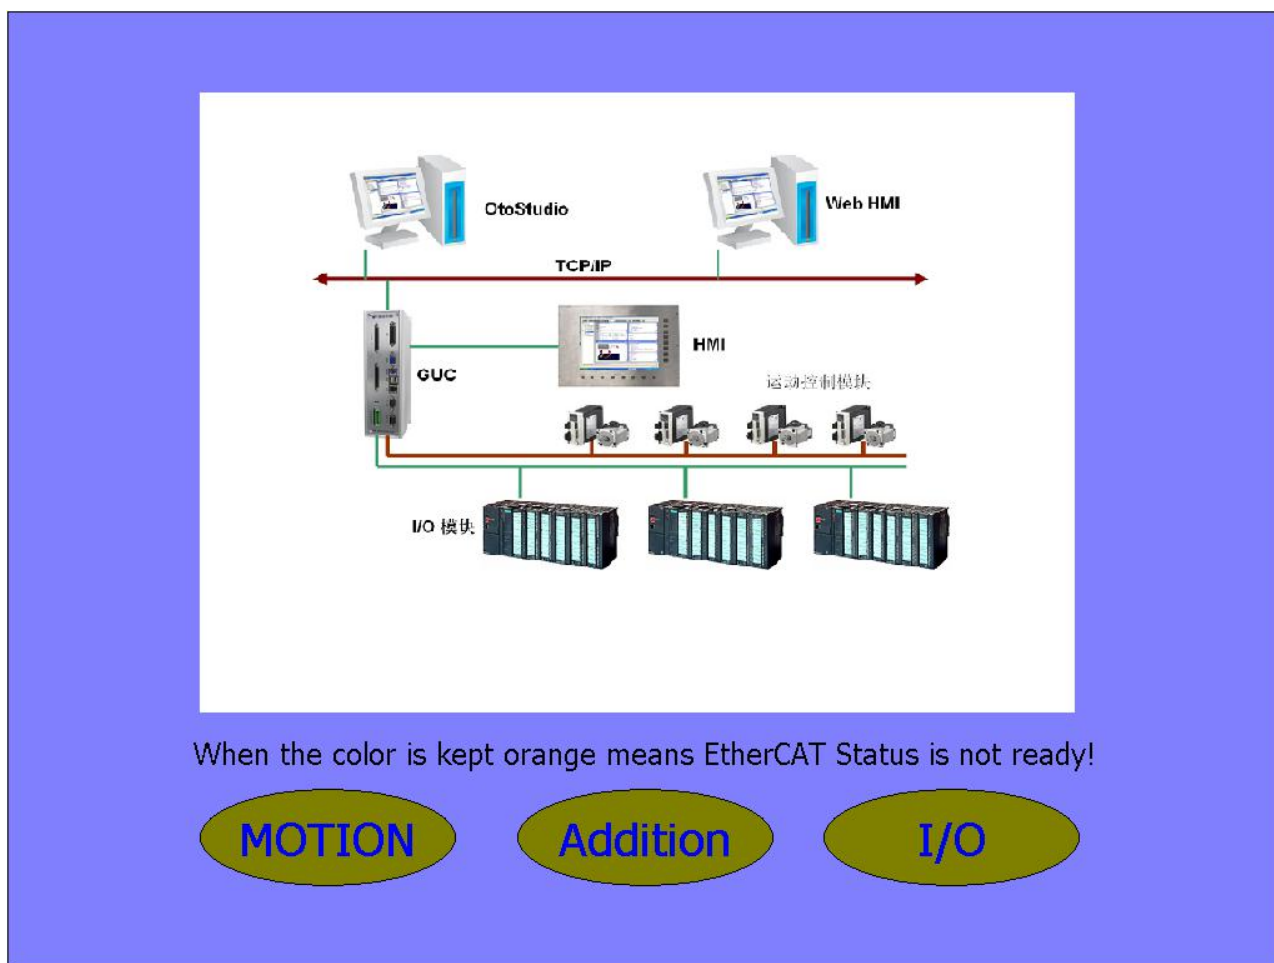 OtoStudio
Web HMI
TCP/IP
HMI
GUC
运动控制模块
I/O 模块
When the color is kept orange means EtherCAT Status is not ready!
MOTION
Addition
I/O